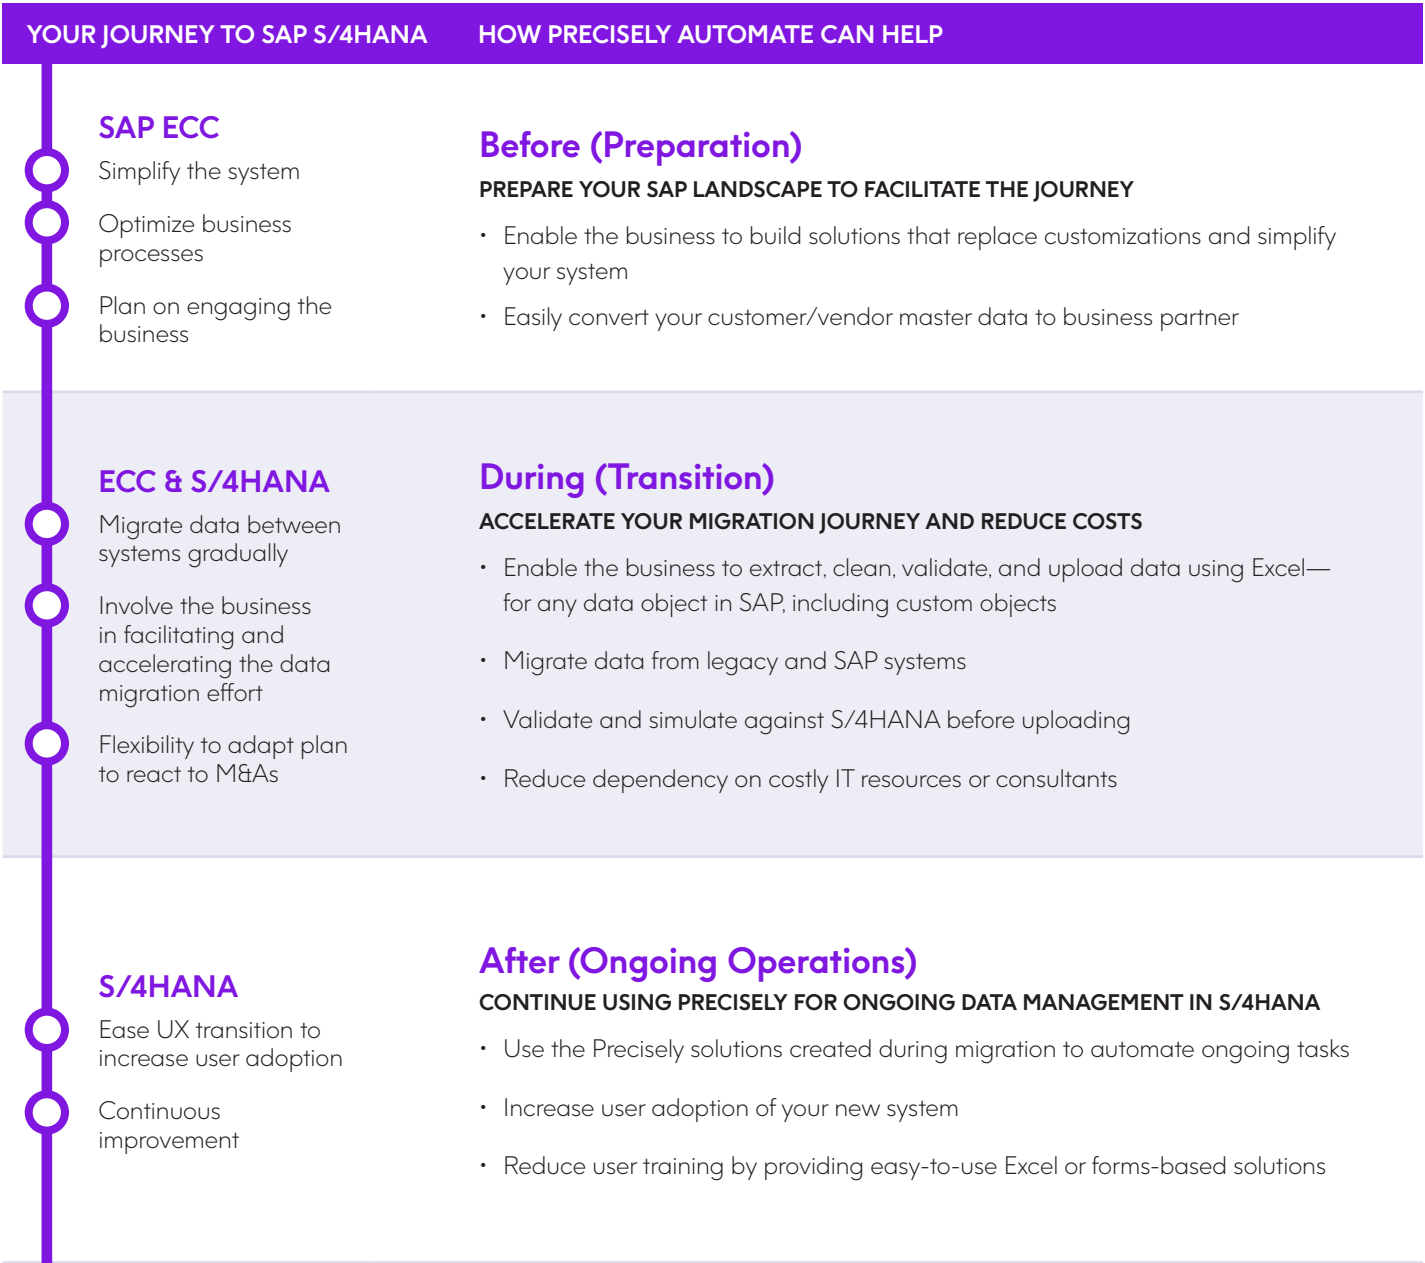 YOUR JOURNEY TO SAP S/4HANA
HOW PRECISELY AUTOMATE CAN HELP
SAP ECC
Simplify the system
Optimize business
processes
Plan on engaging the
business
Before (Preparation)
PREPARE YOUR SAP LANDSCAPE TO FACILITATE THE JOURNEY
• Enable the business to build solutions that replace customizations and simplify
your system
• Easily convert your customer/vendor master data to business partner
ECC & S/4HANA
Migrate data between
systems gradually
Involve the business
in facilitating and
accelerating the data
migration effort
Flexibility to adapt plan
to react to M&As
During (Transition)
ACCELERATE YOUR MIGRATION JOURNEY AND REDUCE COSTS
• Enable the business to extract, clean, validate, and upload data using Excel—
for any data object in SAP, including custom objects
• Migrate data from legacy and SAP systems
• Validate and simulate against S/4HANA before uploading
• Reduce dependency on costly IT resources or consultants
S/4HANA
Ease UX transition to
increase user adoption
Continuous
improvement
After (Ongoing Operations)
CONTINUE USING PRECISELY FOR ONGOING DATA MANAGEMENT IN S/4HANA
• Use the Precisely solutions created during migration to automate ongoing tasks
• Increase user adoption of your new system
• Reduce user training by providing easy-to-use Excel or forms-based solutions